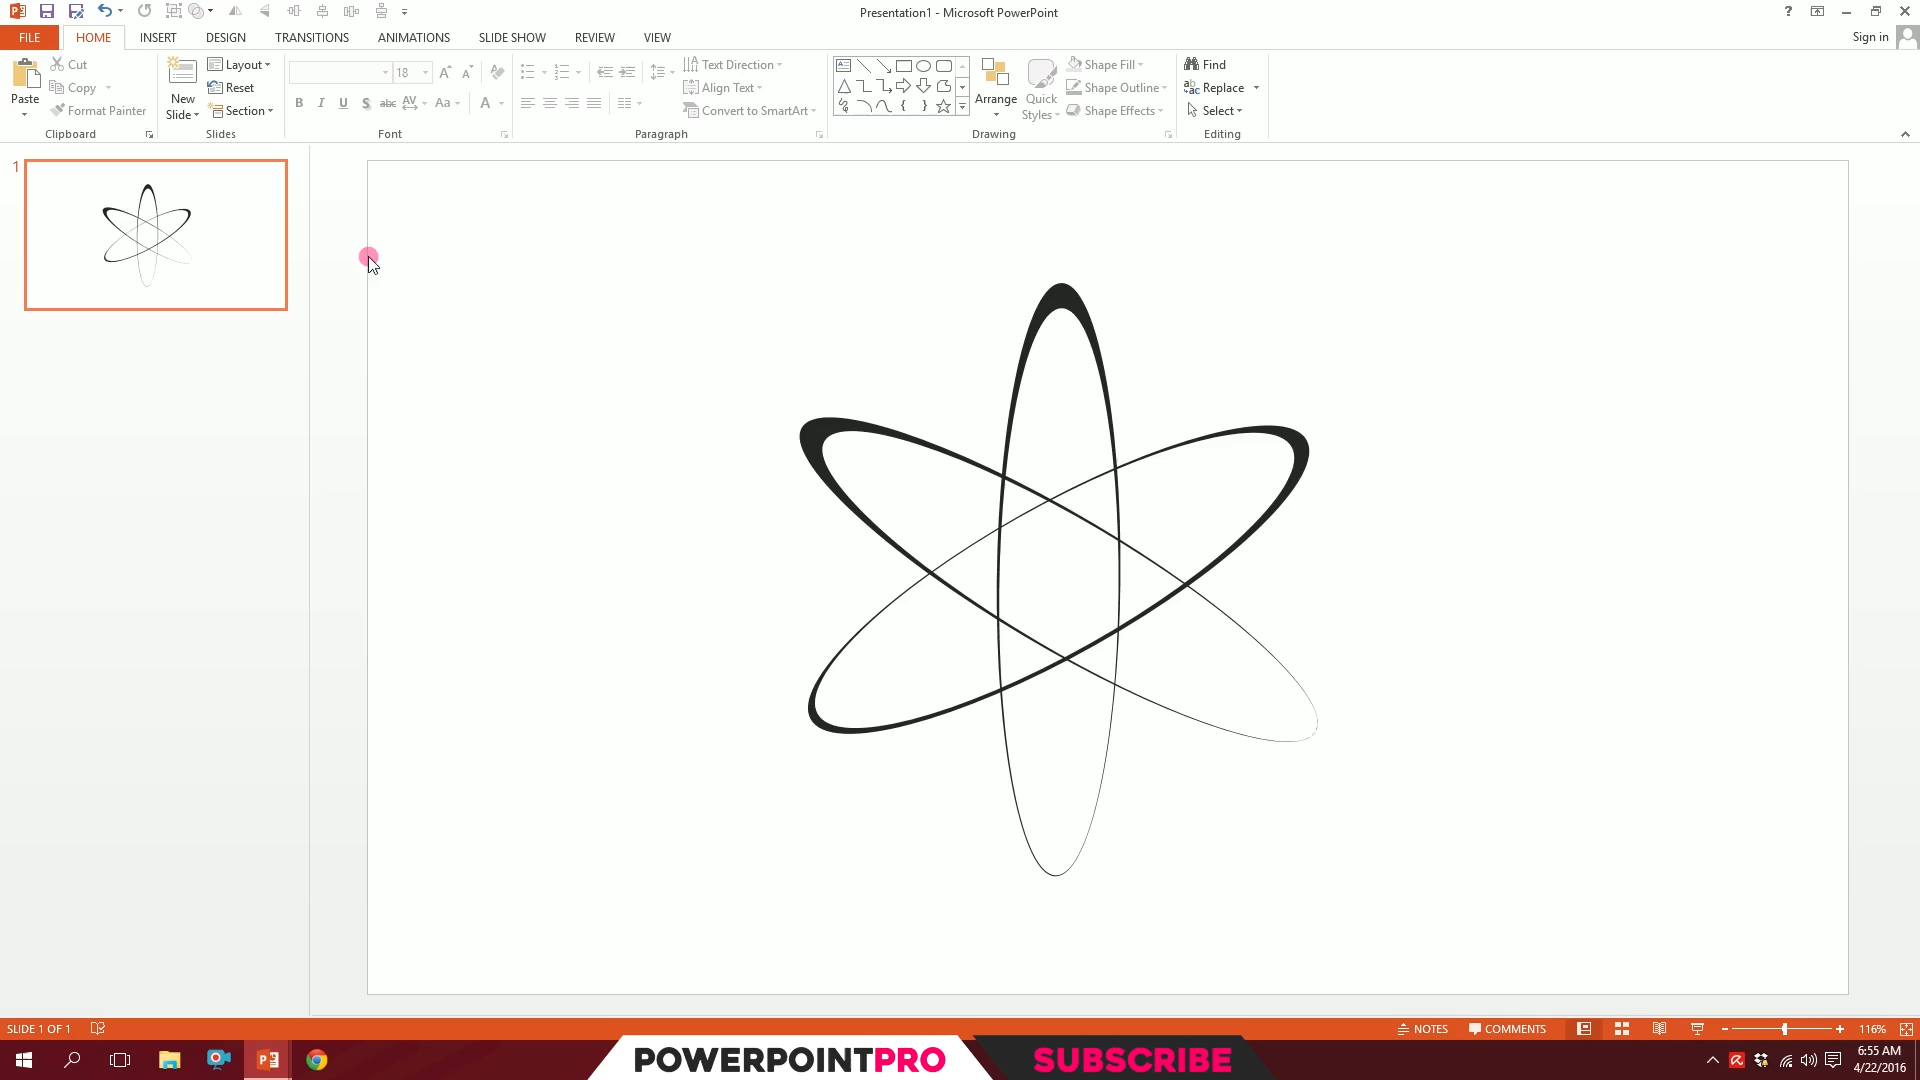 Presentation1 - Microsoft PowerPoint
?
FILE
HOME
INSERT
DESIGN
TRANSITIONS
ANIMATIONS
SLIDE SHOW
REVIEW
VIEW
Sign in
Paste
Cut
Copy
Format Painter
Clipboard
New
Slide
Layout
Reset
Section
Slides
18
B I U S abc AV Aa A
Font
Text Direction
Align Text
Convert to SmartArt
Paragraph
Arrange
Quick
Styles
Shape Fill
Shape Outline
Shape Effects
Drawing
Find
Replace
Select
Editing
1
SLIDE 1 OF 1
NOTES
COMMENTS
116%
POWERPOINTPRO
SUBSCRIBE
6:55 AM
4/22/2016